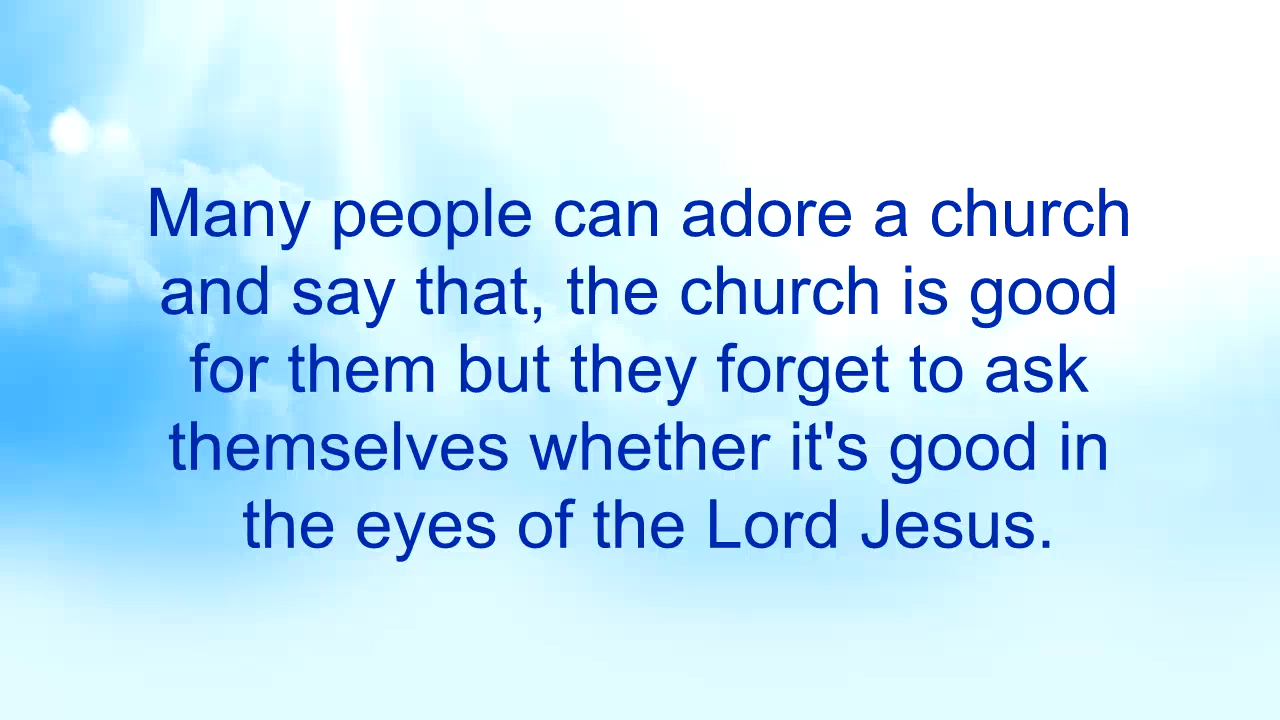 Many people can adore a church
and say that, the church is good
for them but they forget to ask
themselves whether it's good in
the eyes of the Lord Jesus.